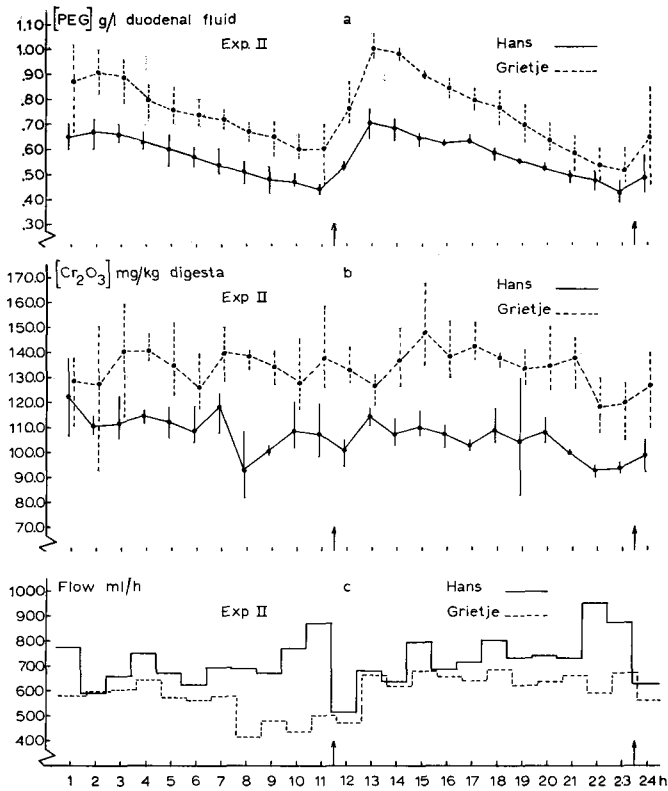 [PEG] g/l duodenal fluid a
Exp. II
Hans
Grietje
1.10
1.00
.90
.80
.70
.60
.50
.40
.30
[Cr2O3] mg/kg digesta b
Exp II
Hans
Grietje
170.0
160.0
150.0
140.0
130.0
120.0
110.0
100.0
90.0
80.0
70.0
Flow ml/h c
Exp II
Hans
Grietje
1000
900
800
700
600
500
400
1 2 3 4 5 6 7 8 9 10 11 12 13 14 15 16 17 18 19 20 21 22 23 24 h